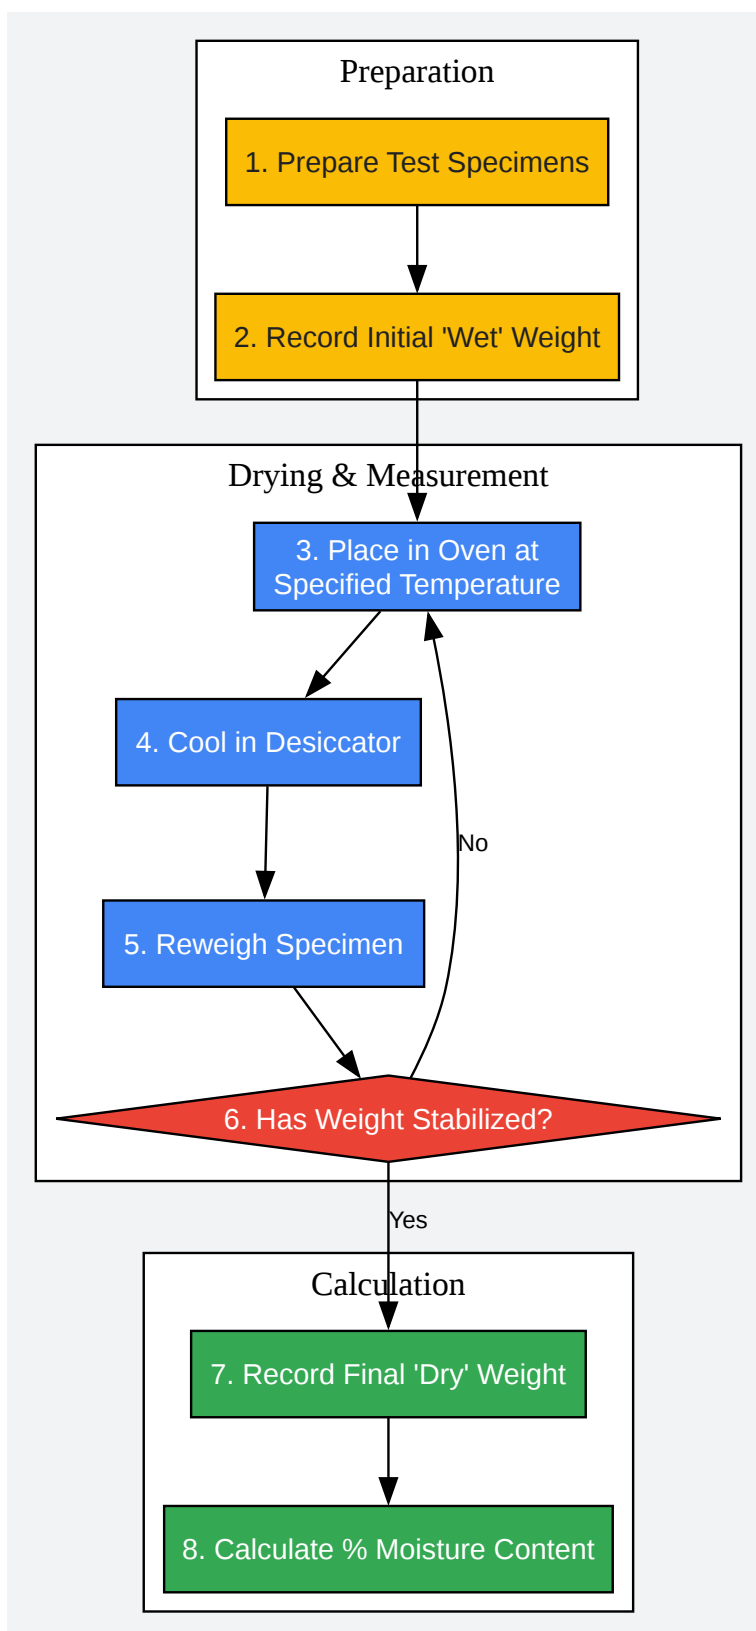 Preparation
1. Prepare Test Specimens
2. Record Initial 'Wet' Weight
Drying & Measurement
3. Place in Oven at
Specified Temperature
4. Cool in Desiccator
No
5. Reweigh Specimen
6. Has Weight Stabilized?
Yes
Calculation
7. Record Final 'Dry' Weight
8. Calculate % Moisture Content